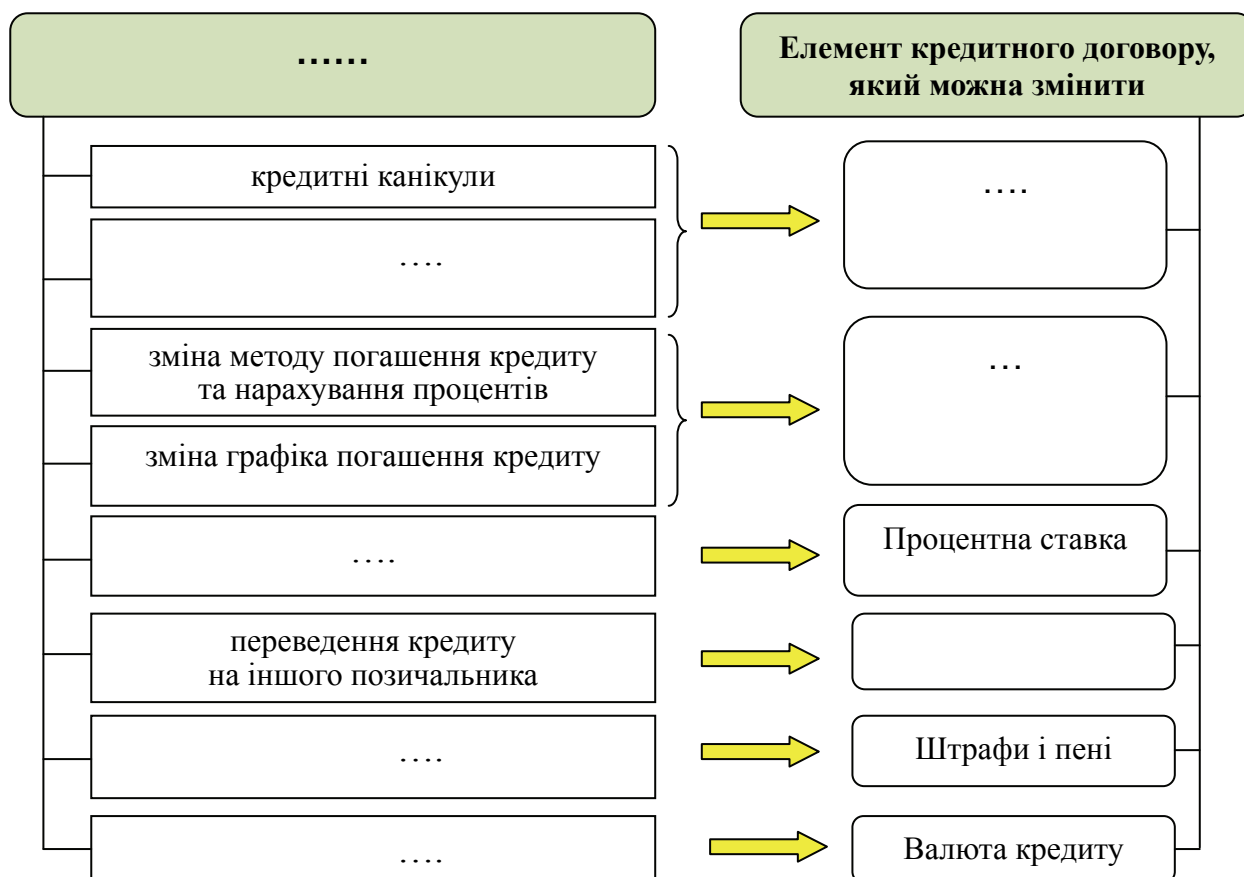 ......
Елемент кредитного договору,
який можна змінити
кредитні канікули
....
....
зміна методу погашення кредиту
та нарахування процентів
...
зміна графіка погашення кредиту
....
Процентна ставка
переведення кредиту
на іншого позичальника
....
Штрафи і пені
....
Валюта кредиту